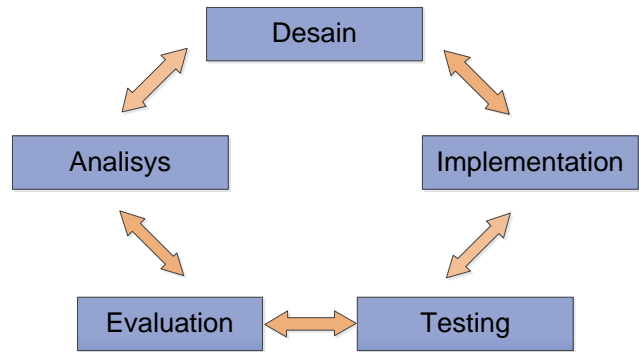 Desain
Analisys
Implementation
Evaluation
Testing